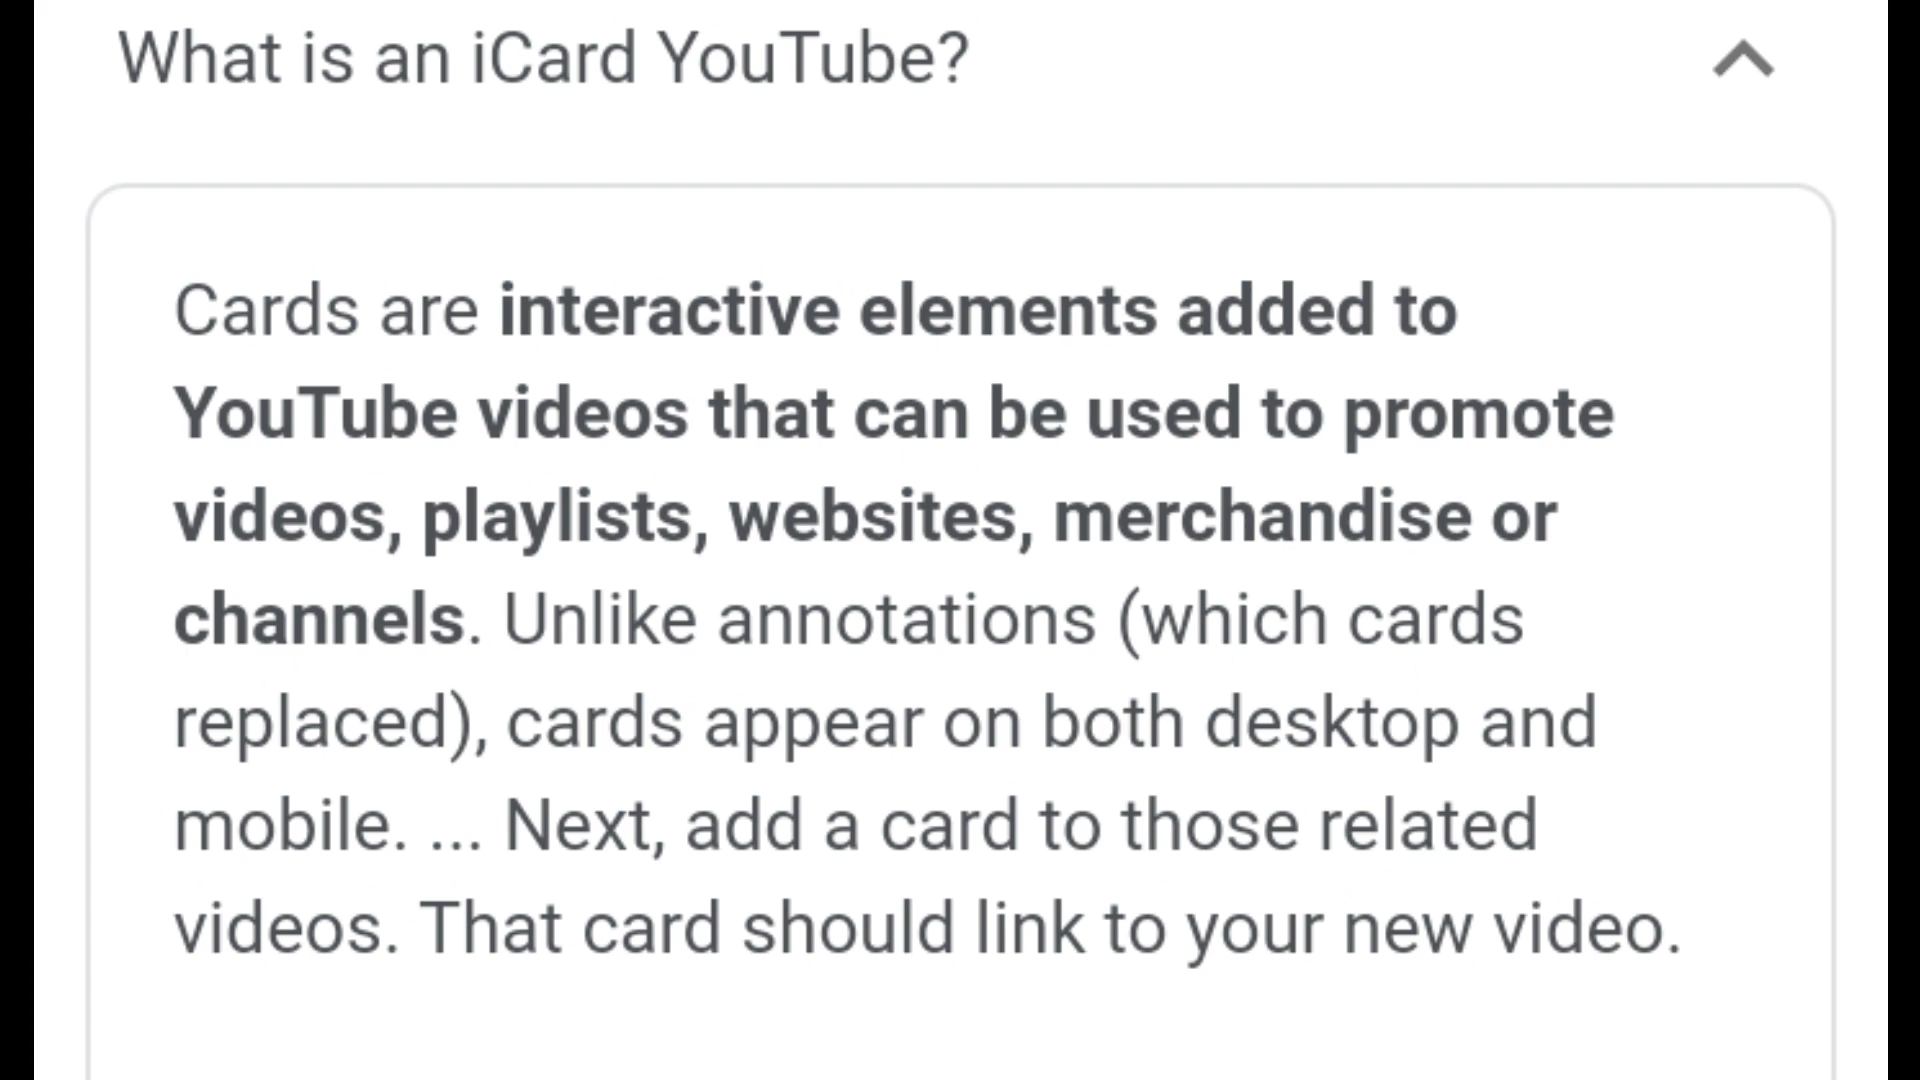 What is an iCard YouTube?
Cards are interactive elements added to
YouTube videos that can be used to promote
videos, playlists, websites, merchandise or
channels. Unlike annotations (which cards
replaced), cards appear on both desktop and
mobile. ... Next, add a card to those related
videos. That card should link to your new video.